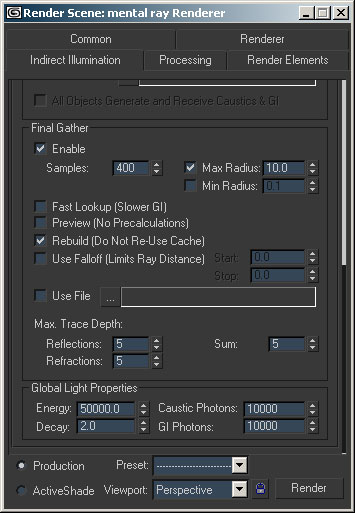 Render Scene: mental ray Renderer
Common Renderer
Indirect Illumination Processing Render Elements
All Objects Generate and Receive Caustics & GI
Final Gather
Enable
Samples: 400 Max Radius: 10.0
Min Radius: 0.1
Fast Lookup (Slower GI)
Preview (No Precalculations)
Rebuild (Do Not Re-Use Cache)
Use Falloff (Limits Ray Distance) Start: 0.0
Stop: 0.0
Use File ...
Max. Trace Depth:
Reflections: 5 Sum: 5
Refractions: 5
Global Light Properties
Energy: 50000.0 Caustic Photons: 10000
Decay: 2.0 GI Photons: 10000
Production Preset: -----------------------
ActiveShade Viewport: Perspective Render